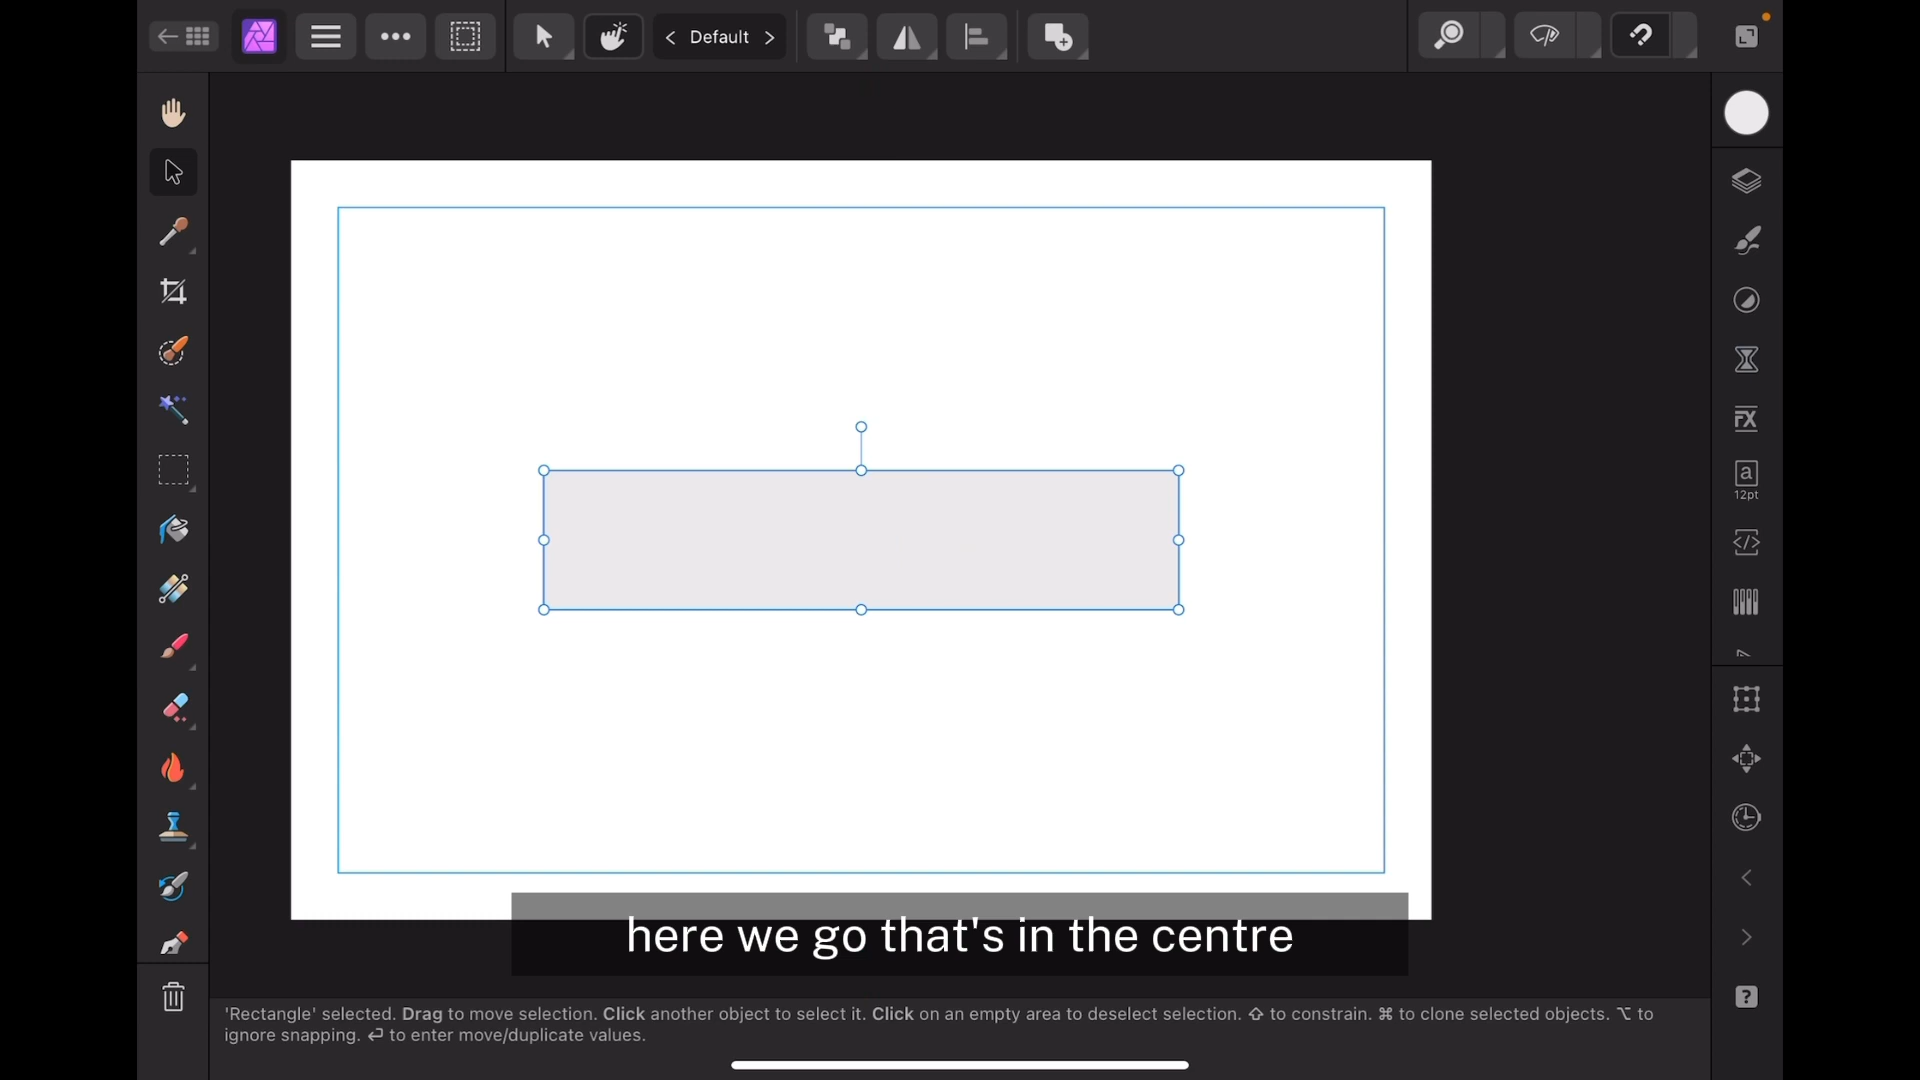 Default
a
12pt
FX
?
here we go that's in the centre
'Rectangle' selected. Drag to move selection. Click another object to select it. Click on an empty area to deselect selection. ⇧ to constrain. ⌘ to clone selected objects. ⌥ to
ignore snapping. ⏎ to enter move/duplicate values.